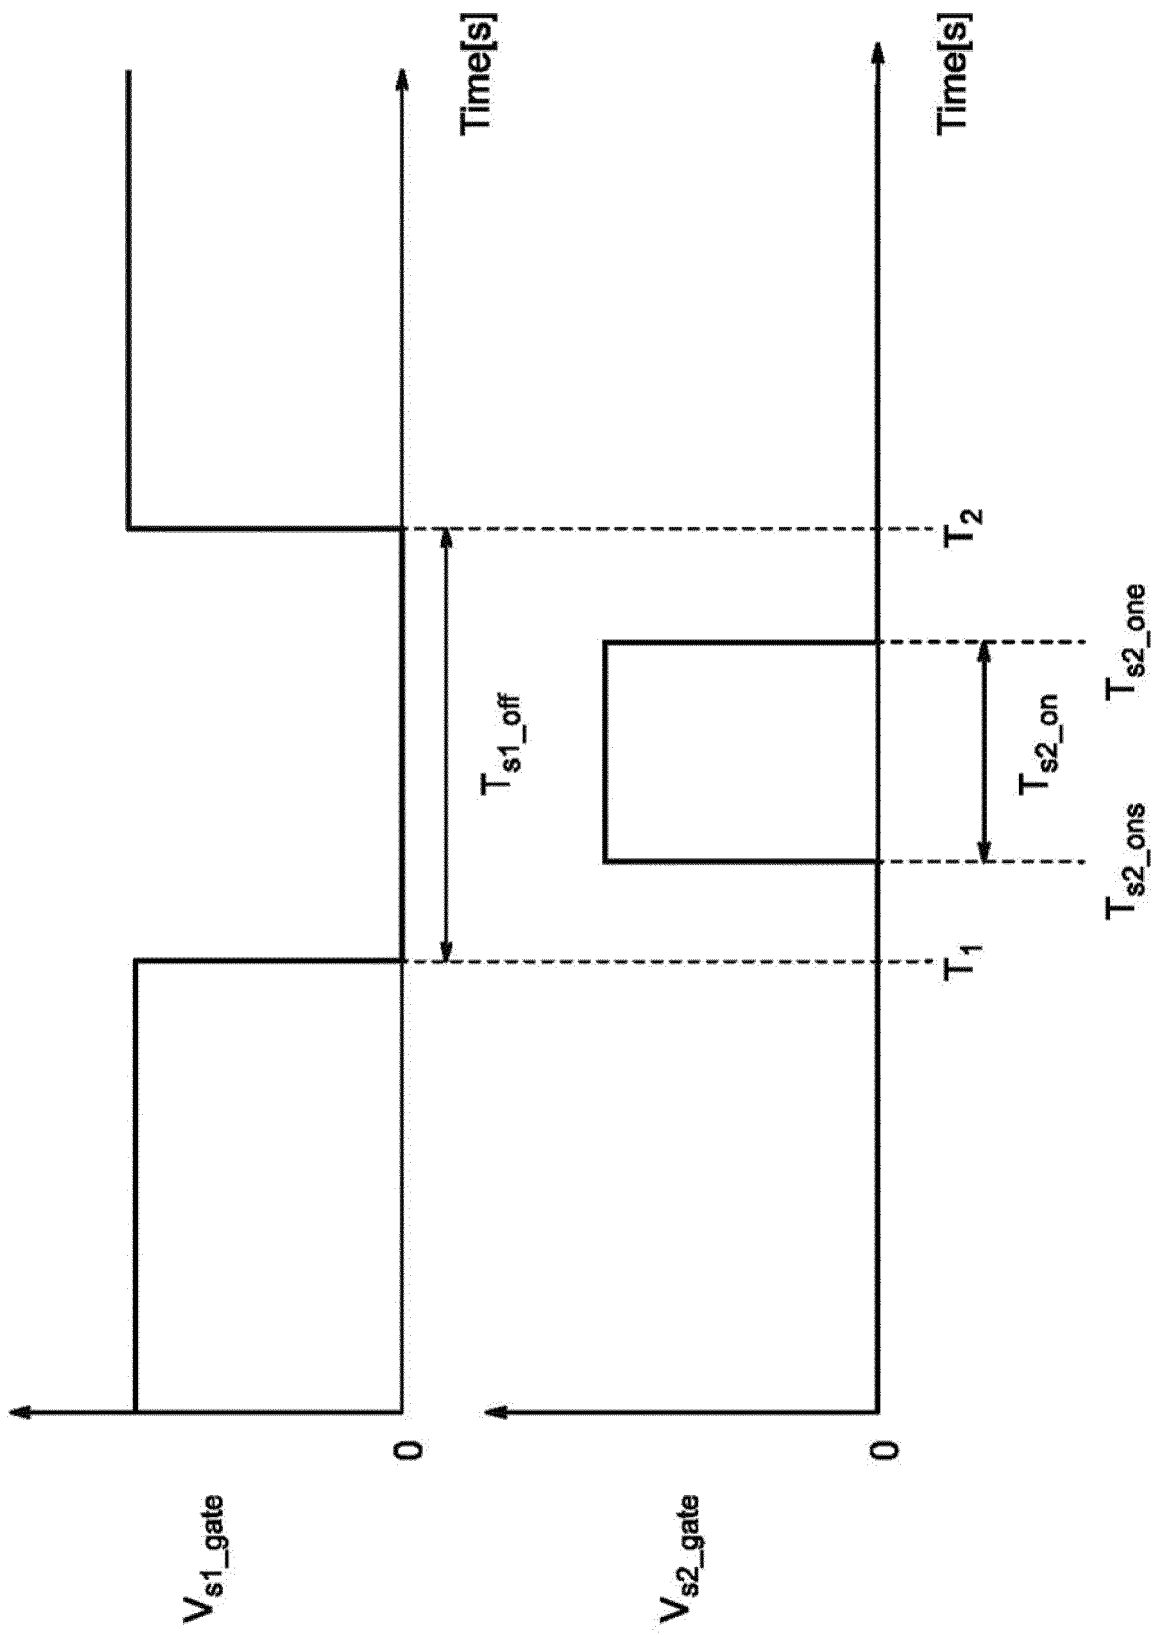 V_s1_gate
0
Time[s]
T_s1_off
V_s2_gate
0
Time[s]
T_1
T_2
T_s2_on
T_s2_ons
T_s2_one